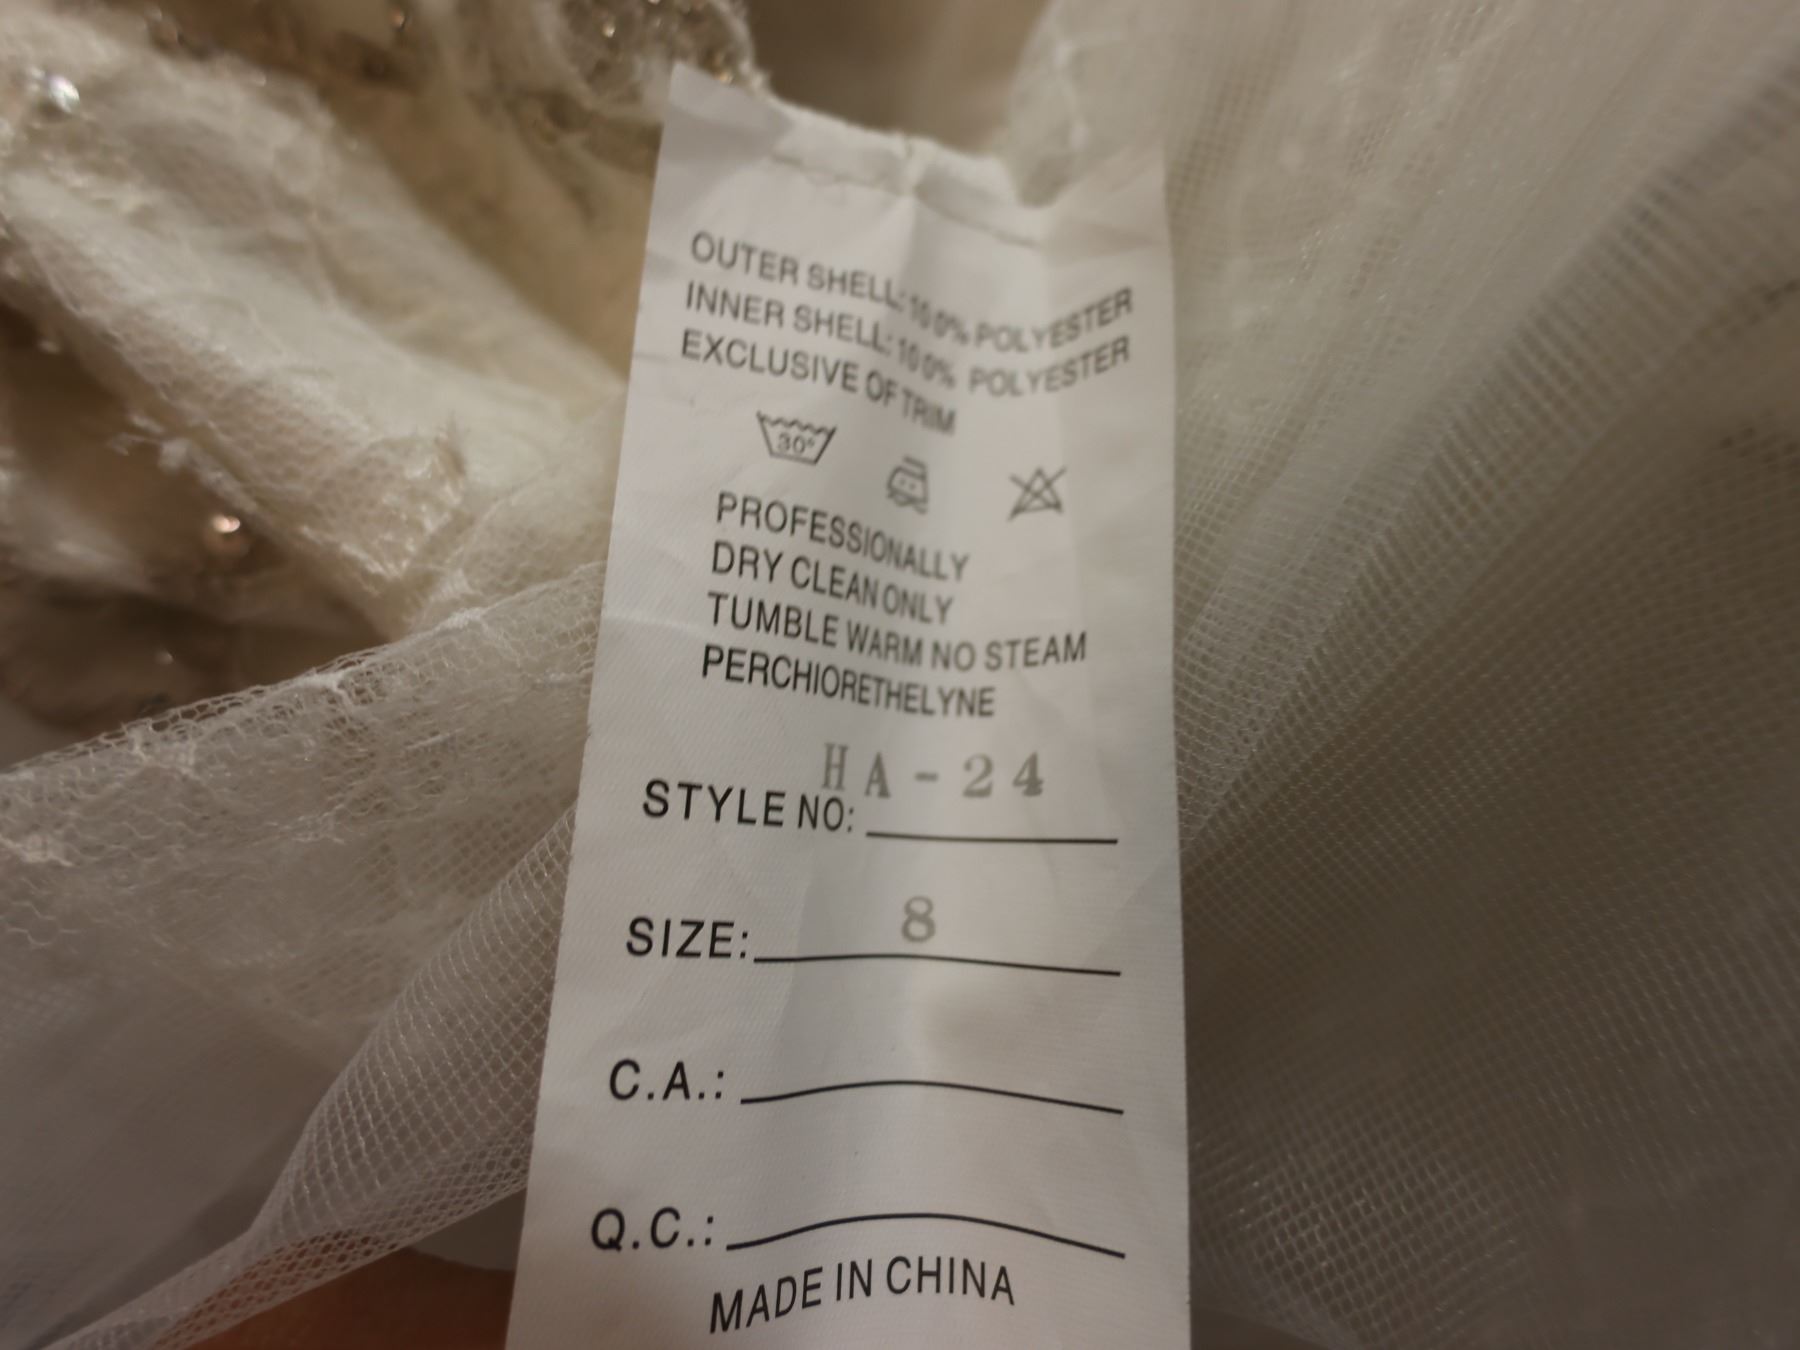 OUTER SHELL: 100% POLYESTER
INNER SHELL: 100% POLYESTER
EXCLUSIVE OF TRIM
30°
PROFESSIONALLY
DRY CLEAN ONLY
TUMBLE WARM NO STEAM
PERCHIORETHELYNE
STYLE NO: HA-24
SIZE: 8
C.A.:
Q.C.:
MADE IN CHINA